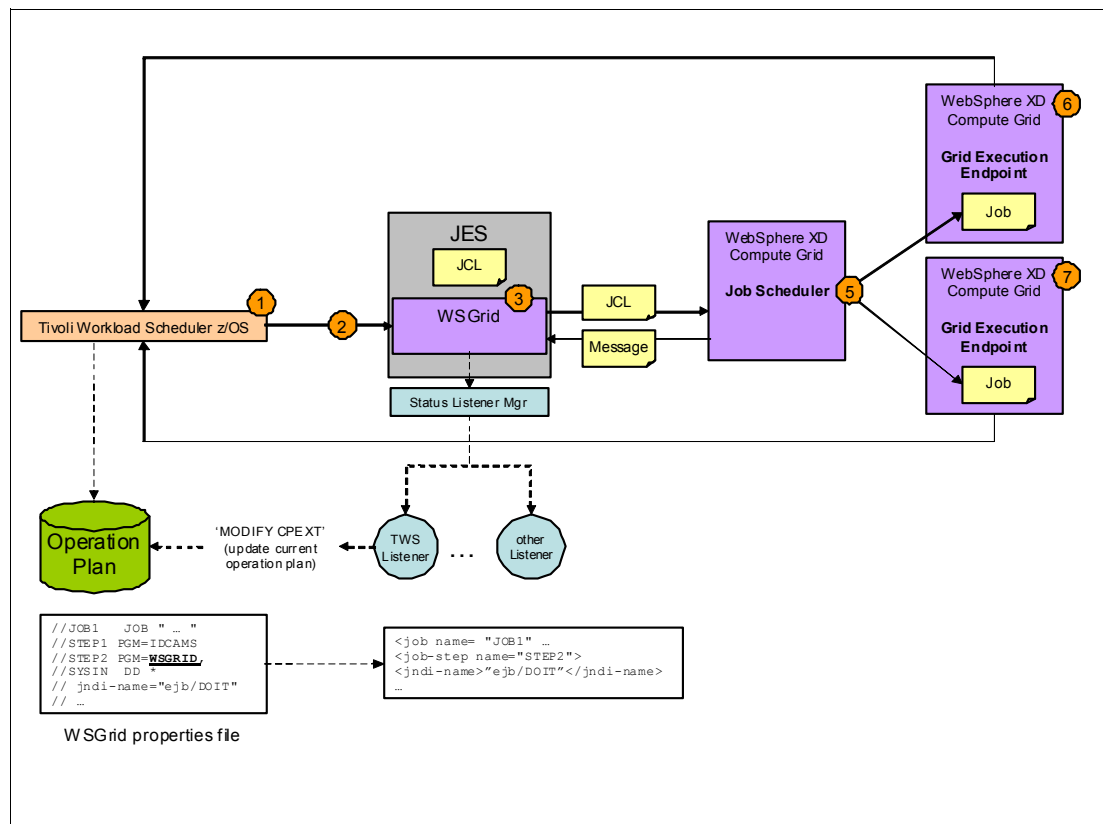 WebSphere XD
Compute Grid
6
Grid Execution
Endpoint
Job
JES
JCL
WebSphere XD
Compute Grid
Job Scheduler
5
WebSphere XD
Compute Grid
7
Grid Execution
Endpoint
Job
1
Tivoli Workload Scheduler z/OS
2
3
WSGrid
JCL
Message
Status Listener Mgr
Operation
Plan
'MODIFY CPEXT'
(update current
operation plan)
TWS
Listener
...
other
Listener
//JOB1 JOB " … "
//STEP1 PGM=IDCAMS
//STEP2 PGM=WSGRID,
//SYSIN DD *
// jndi-name="ejb/DOIT"
// …
<job name= "JOB1" …
<job-step name="STEP2">
<jndi-name>"ejb/DOIT"</jndi-name>
…
WSGrid properties file